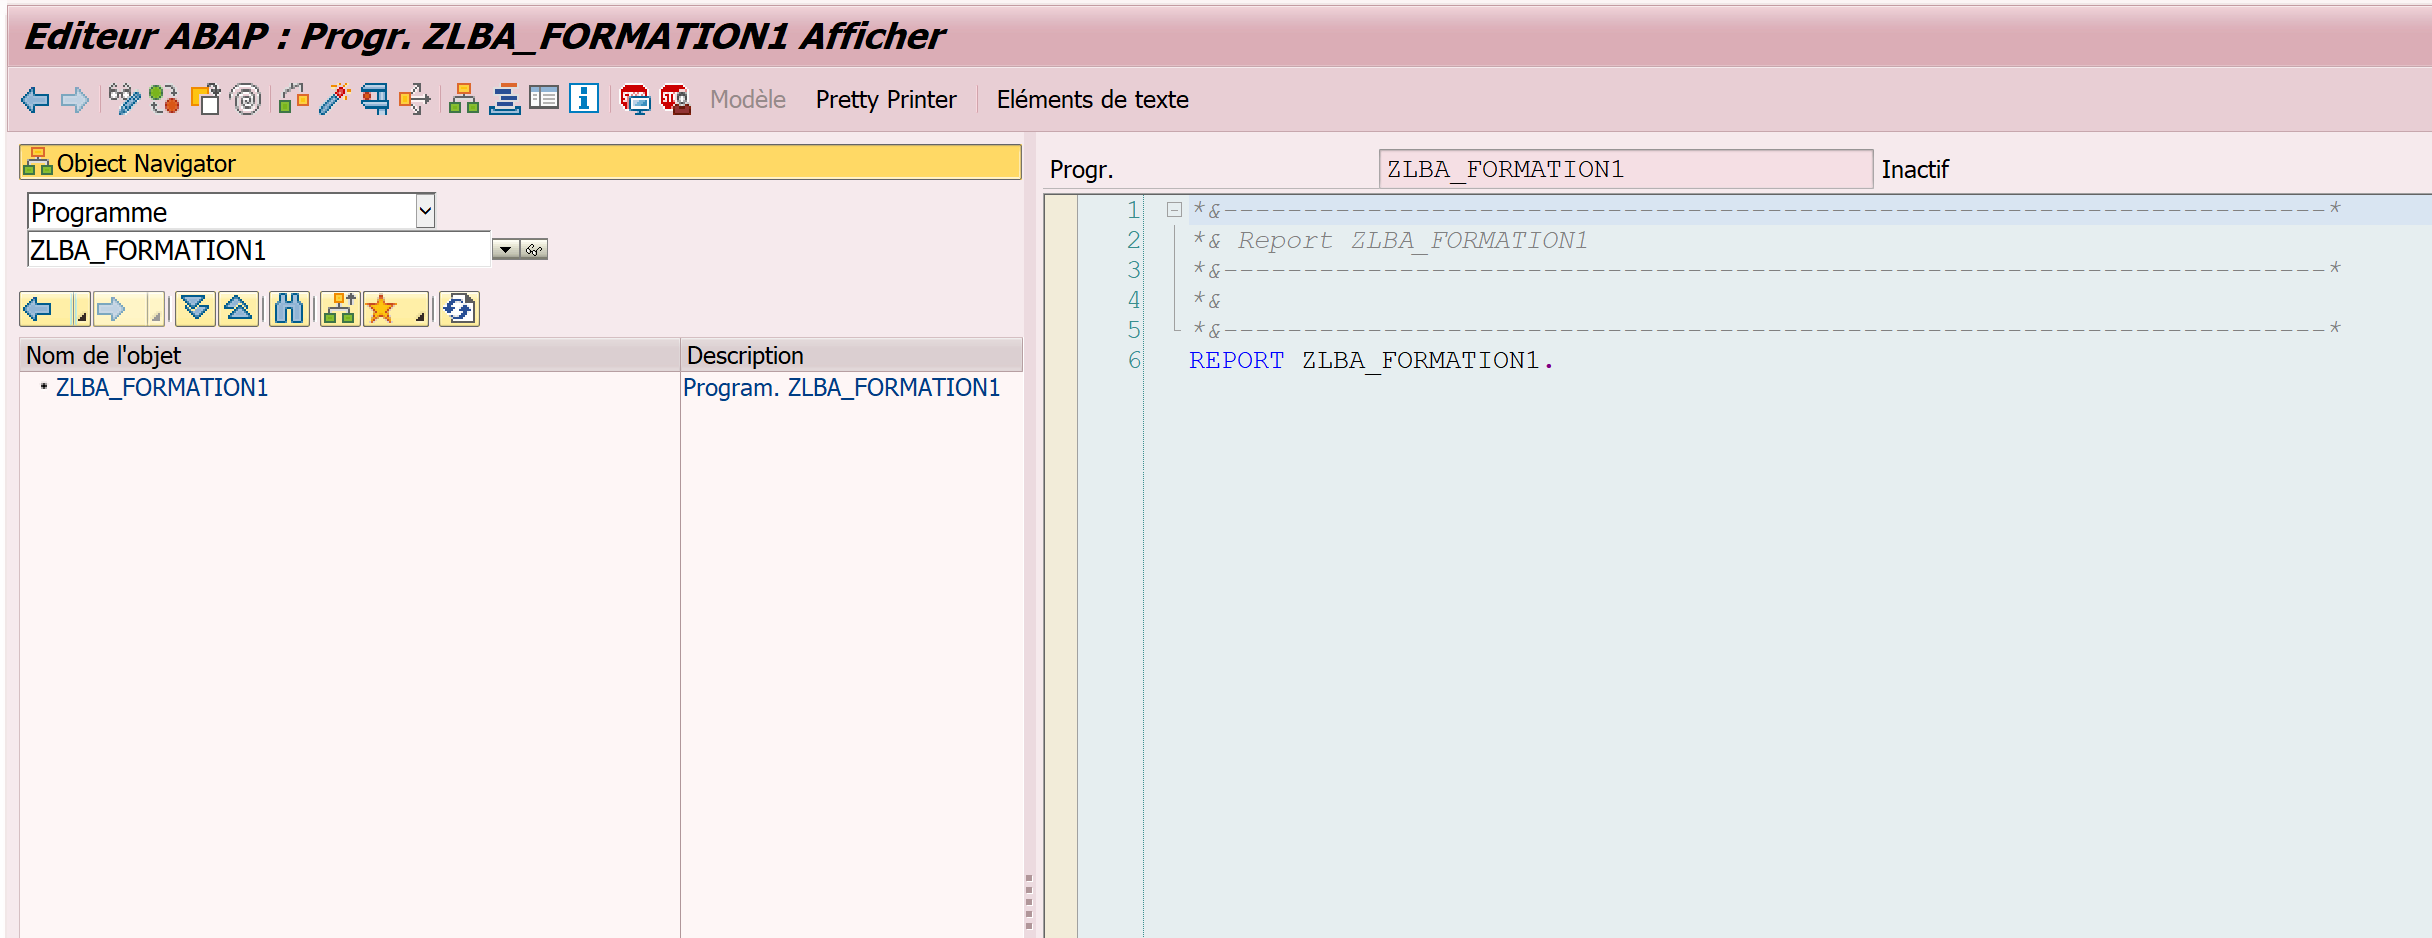 Editeur ABAP : Progr. ZLBA_FORMATION1 Afficher
Modèle Pretty Printer Eléments de texte
Object Navigator
Programme
ZLBA_FORMATION1
Nom de l'objet Description
ZLBA_FORMATION1 Program. ZLBA_FORMATION1
Progr. ZLBA_FORMATION1 Inactif
1 *&---------------------------------------------------------------------*
2 *& Report ZLBA_FORMATION1
3 *&---------------------------------------------------------------------*
4 *&
5 *&---------------------------------------------------------------------*
6 REPORT ZLBA_FORMATION1.